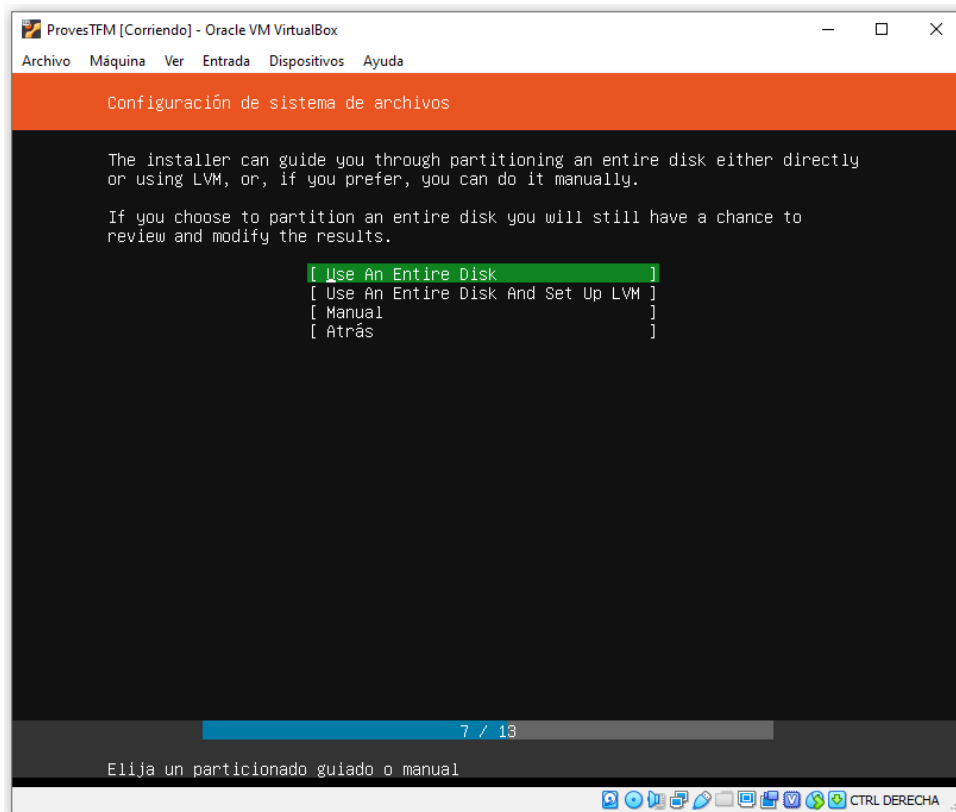 ProvesTFM [Corriendo] - Oracle VM VirtualBox
Archivo Máquina Ver Entrada Dispositivos Ayuda
Configuración de sistema de archivos
The installer can guide you through partitioning an entire disk either directly
or using LVM, or, if you prefer, you can do it manually.
If you choose to partition an entire disk you will still have a chance to
review and modify the results.
[ Use An Entire Disk ]
[ Use An Entire Disk And Set Up LVM ]
[ Manual ]
[ Atrás ]
7 / 13
Elija un particionado guiado o manual
CTRL DERECHA